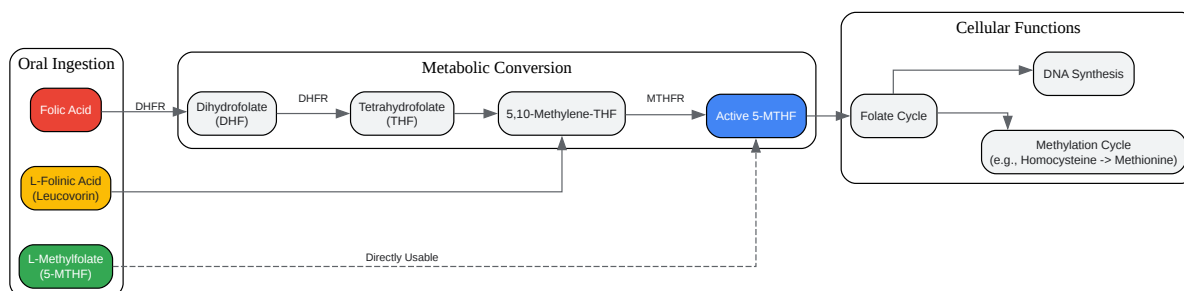 Cellular Functions
Oral Ingestion
Metabolic Conversion
DNA Synthesis
Folic Acid
DHFR
Dihydrofolate
(DHF)
DHFR
Tetrahydrofolate
(THF)
5,10-Methylene-THF
MTHFR
Active 5-MTHF
Folate Cycle
Methylation Cycle
(e.g., Homocysteine -> Methionine)
L-Folinic Acid
(Leucovorin)
L-Methylfolate
(5-MTHF)
Directly Usable